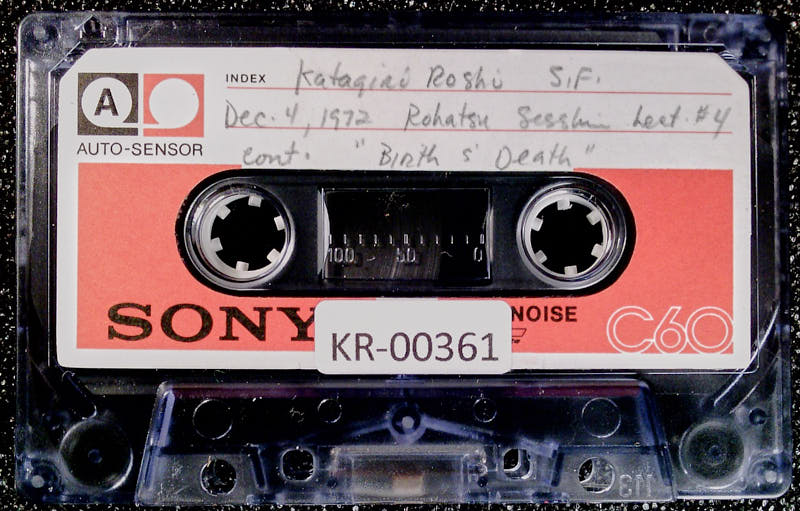 A
AUTO-SENSOR
INDEX Katagiri Roshi S.F.
Dec. 4, 1972 Rohatsu Sesshin Lect. #4
cont. "Birth & Death"
100 50 0
SONY
NOISE
C60
KR-00361